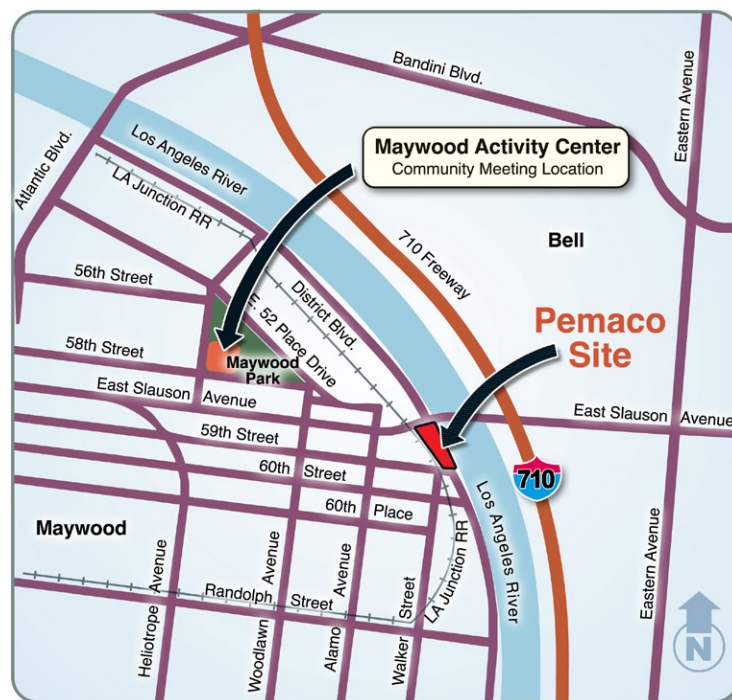 Bandini Blvd.
Eastern Avenue
Los Angeles River
Atlantic Blvd.
Maywood Activity Center
Community Meeting Location
LA Junction RR
710 Freeway
Bell
56th Street
District Blvd.
E. 52 Place Drive
Pemaco
Site
58th Street
Maywood
Park
East Slauson Avenue
East Slauson Avenue
59th Street
60th Street
710
60th Place
Los Angeles River
Maywood
LA Junction RR
Randolph Street
Heliotrope Avenue
Woodlawn Avenue
Alamo Avenue
Walker Street
Eastern Avenue
N